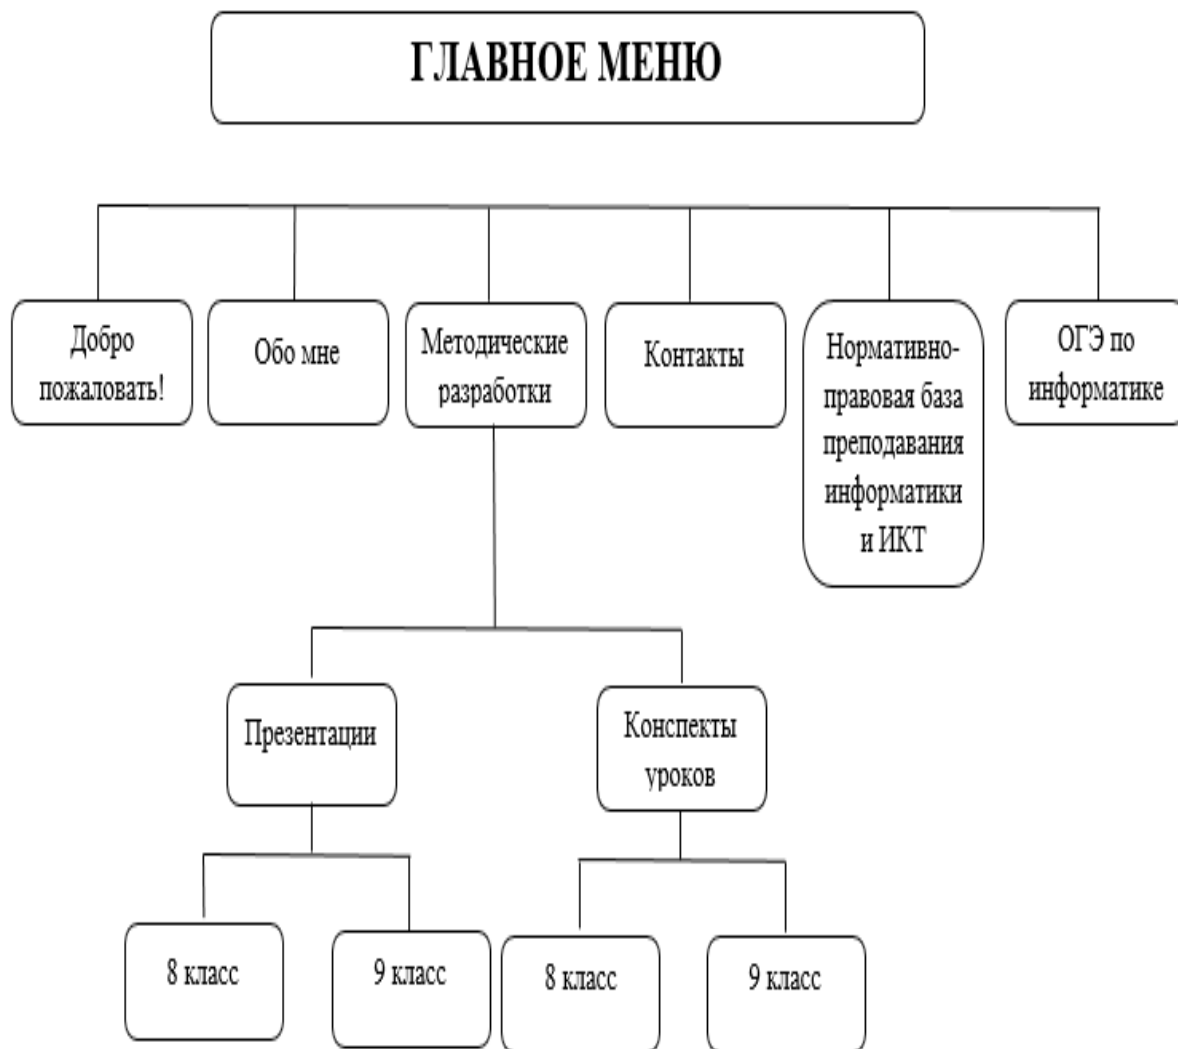 ГЛАВНОЕ МЕНЮ
Добро
пожаловать!
Обо мне
Методические
разработки
Контакты
Нормативно-
правовая база
преподавания
информатики
и ИКТ
ОГЭ по
информатике
Презентации
Конспекты
уроков
8 класс
9 класс
8 класс
9 класс